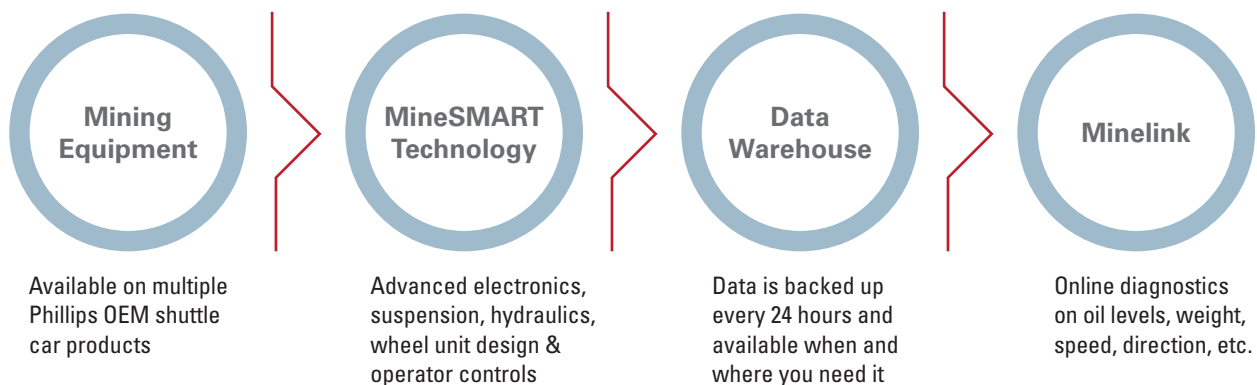 Mining
Equipment
MineSMART
Technology
Data
Warehouse
Minelink
Available on multiple
Phillips OEM shuttle
car products
Advanced electronics,
suspension, hydraulics,
wheel unit design &
operator controls
Data is backed up
every 24 hours and
available when and
where you need it
Online diagnostics
on oil levels, weight,
speed, direction, etc.